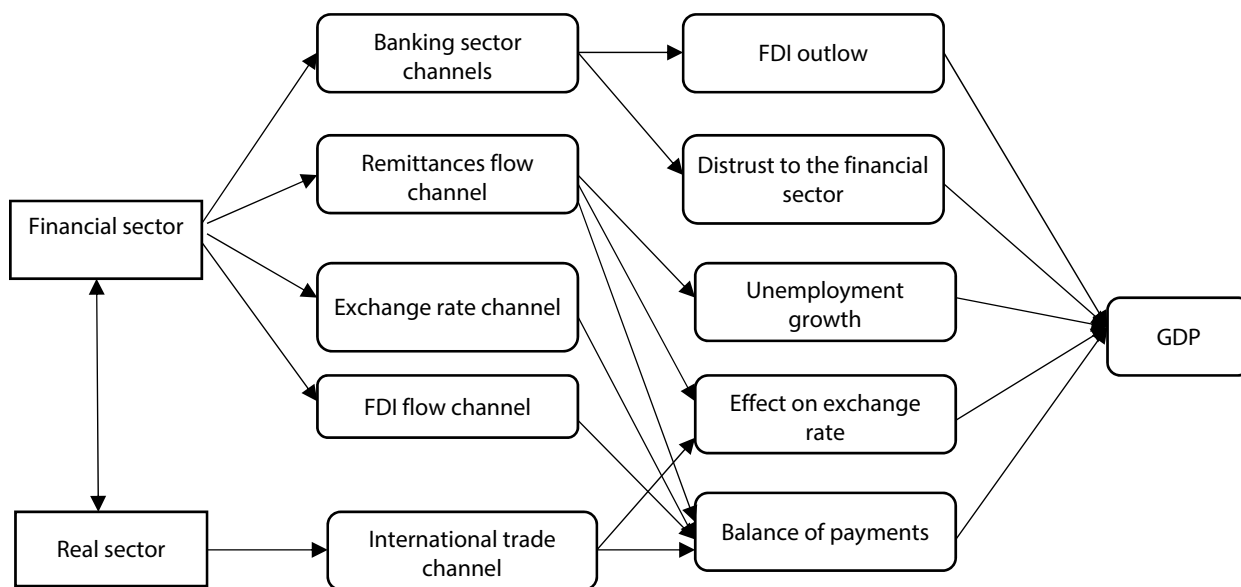 Banking sector
channels
FDI outlow
Remittances flow
channel
Distrust to the financial
sector
Financial sector
Exchange rate channel
Unemployment
growth
GDP
FDI flow channel
Effect on exchange
rate
Real sector
International trade
channel
Balance of payments